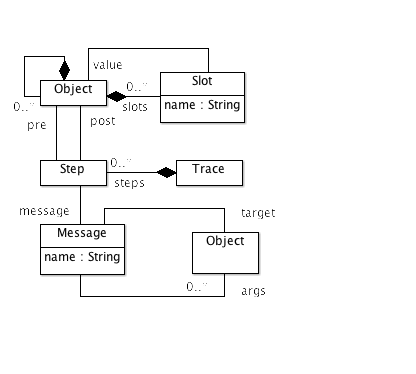 value
Object
0..*
Slot
name : String
0..*
slots
pre
post
Step
0..*
steps
Trace
message
target
Message
name : String
Object
0..*
args